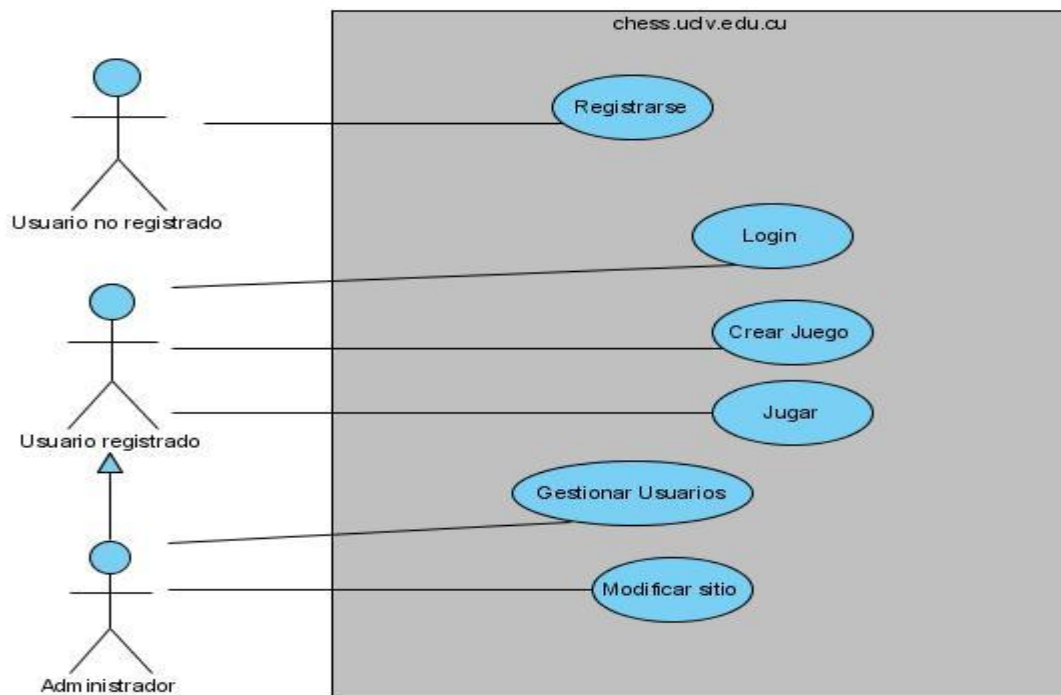 chess.uclv.edu.cu
Registrarse
Usuario no registrado
Login
Crear Juego
Jugar
Usuario registrado
Gestionar Usuarios
Modificar sitio
Administrador